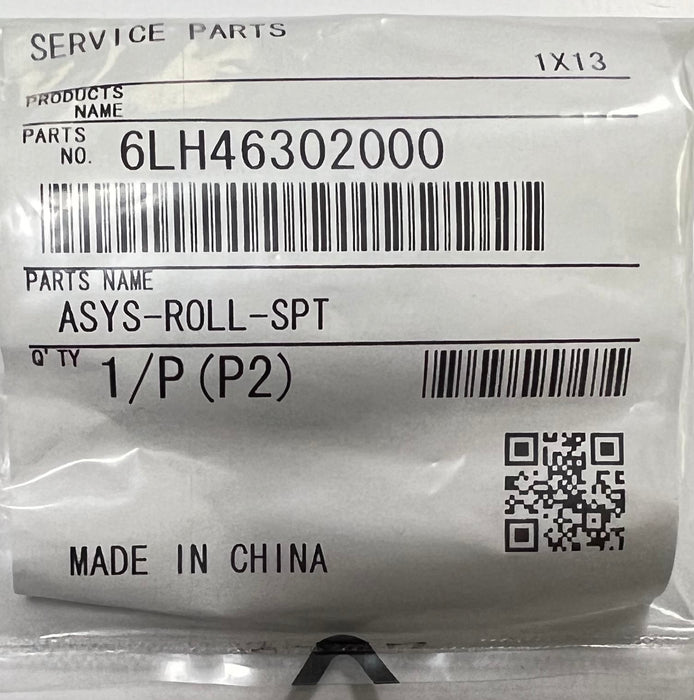 SERVICE PARTS
1X13
PRODUCTS
NAME
PARTS
NO. 6LH46302000
PARTS NAME
ASYS-ROLL-SPT
Q'TY 1/P(P2)
MADE IN CHINA